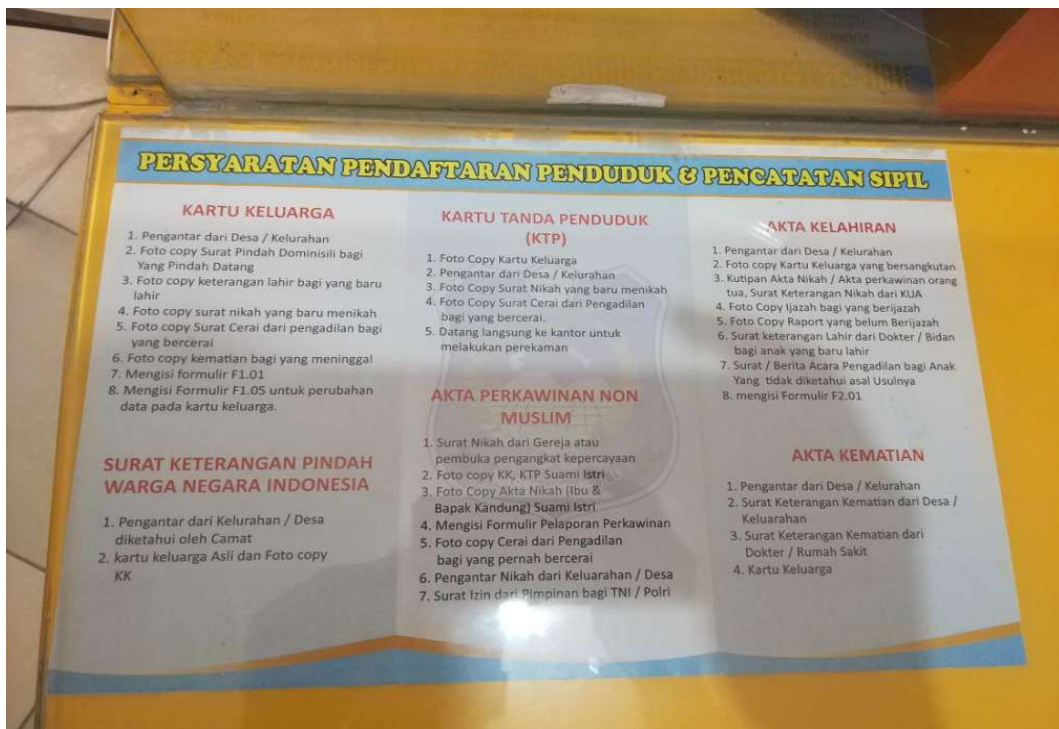 PERSYARATAN PENDAFTARAN PENDUDUK & PENCATATAN SIPIL
KARTU KELUARGA
1. Pengantar dari Desa / Kelurahan
2. Foto copy Surat Pindah Dominisili bagi
Yang Pindah Datang
3. Foto copy keterangan lahir bagi yang baru
lahir
4. Foto copy surat nikah yang baru menikah
5. Foto copy Surat Cerai dari pengadilan bagi
yang bercerai
6. Foto copy kematian bagi yang meninggal
7. Mengisi formulir F1.01
8. Mengisi Formulir F1.05 untuk perubahan
data pada kartu keluarga.
SURAT KETERANGAN PINDAH
WARGA NEGARA INDONESIA
1. Pengantar dari Kelurahan / Desa
diketahui oleh Camat
2. kartu keluarga Asli dan Foto copy
KK
KARTU TANDA PENDUDUK
(KTP)
1. Foto Copy Kartu Keluarga
2. Pengantar dari Desa / Kelurahan
3. Foto Copy Surat Nikah yang baru menikah
4. Foto Copy Surat Cerai dari Pengadilan
bagi yang bercerai.
5. Datang langsung ke kantor untuk
melakukan perekaman
AKTA PERKAWINAN NON
MUSLIM
1. Surat Nikah dari Gereja atau
pembuka pengangkat kepercayaan
2. Foto copy KK, KTP Suami Istri
3. Foto Copy Akta Nikah (Ibu &
Bapak Kandung) Suami Istri
4. Mengisi Formulir Pelaporan Perkawinan
5. Foto copy Cerai dari Pengadilan
bagi yang pernah bercerai
6. Pengantar Nikah dari Keluarahan / Desa
7. Surat Izin dari Pimpinan bagi TNI / Polri
AKTA KELAHIRAN
1. Pengantar dari Desa / Kelurahan
2. Foto copy Kartu Keluarga yang bersangkutan
3. Kutipan Akta Nikah / Akta perkawinan orang
tua, Surat Keterangan Nikah dari KUA
4. Foto Copy Ijazah bagi yang berijazah
5. Foto Copy Raport yang belum Berijazah
6. Surat keterangan Lahir dari Dokter / Bidan
bagi anak yang baru lahir
7. Surat / Berita Acara Pengadilan bagi Anak
Yang tidak diketahui asal Usulnya
8. mengisi Formulir F2.01
AKTA KEMATIAN
1. Pengantar dari Desa / Kelurahan
2. Surat Keterangan Kematian dari Desa /
Keluarahan
3. Surat Keterangan Kematian dari
Dokter / Rumah Sakit
4. Kartu Keluarga